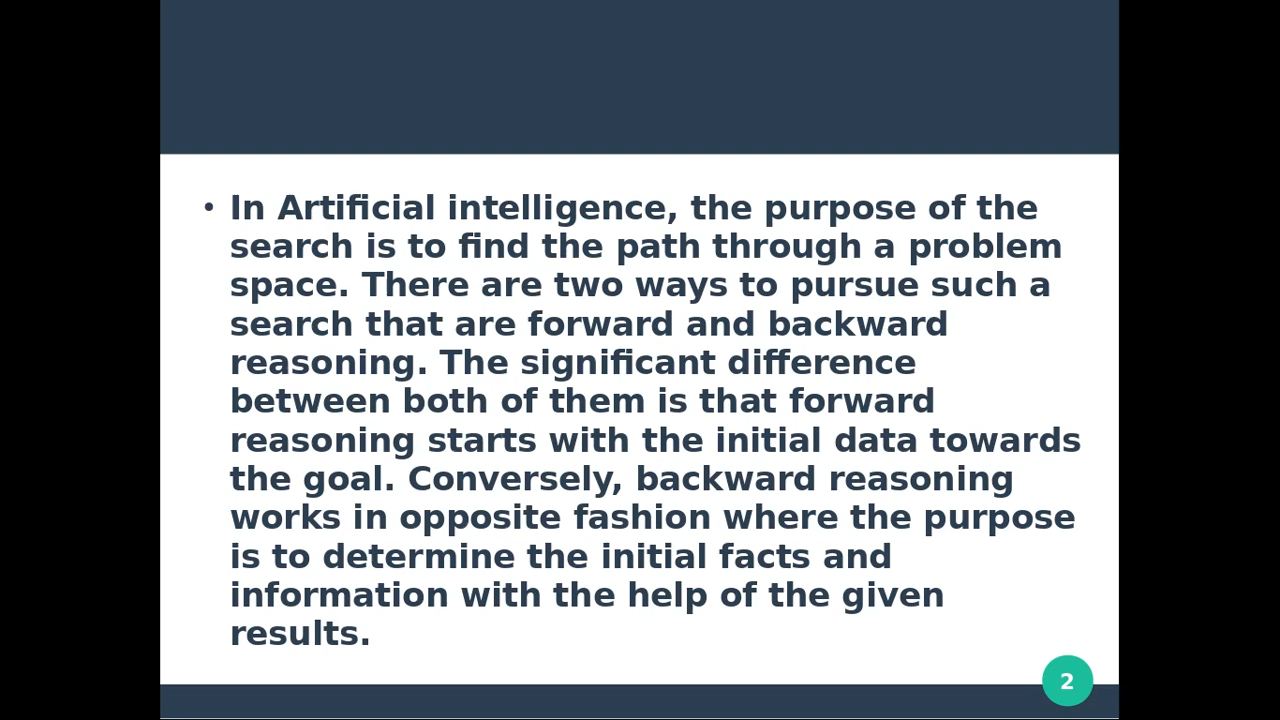 • In Artificial intelligence, the purpose of the
search is to find the path through a problem
space. There are two ways to pursue such a
search that are forward and backward
reasoning. The significant difference
between both of them is that forward
reasoning starts with the initial data towards
the goal. Conversely, backward reasoning
works in opposite fashion where the purpose
is to determine the initial facts and
information with the help of the given
results.
2